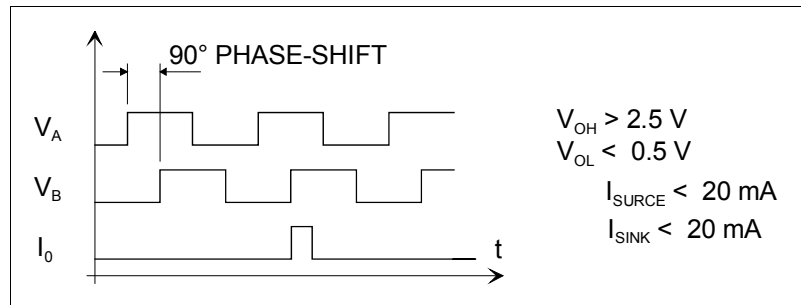 90° PHASE-SHIFT
V_A
V_B
I_0
t
V_OH > 2.5 V
V_OL < 0.5 V
I_SURCE < 20 mA
I_SINK < 20 mA